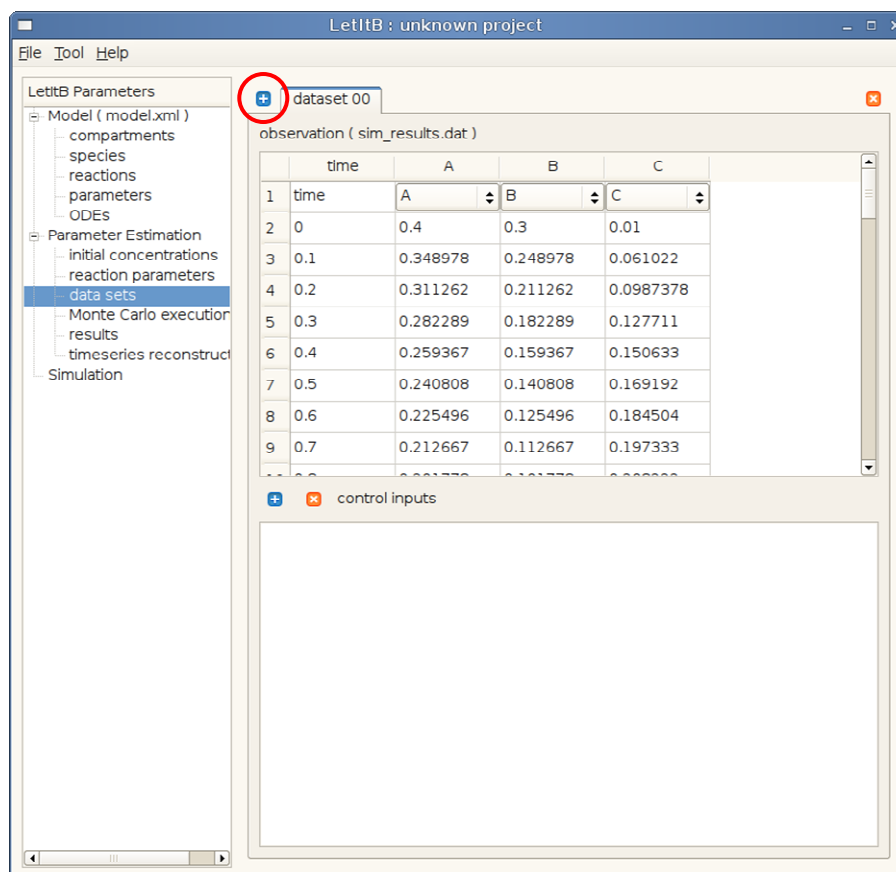 LetItB : unknown project
File Tool Help
LetItB Parameters
Model ( model.xml )
compartments
species
reactions
parameters
ODEs
Parameter Estimation
initial concentrations
reaction parameters
data sets
Monte Carlo execution
results
timeseries reconstruct
Simulation
dataset 00
observation ( sim_results.dat )
time A B C
1 time A B C
2 0 0.4 0.3 0.01
3 0.1 0.348978 0.248978 0.061022
4 0.2 0.311262 0.211262 0.0987378
5 0.3 0.282289 0.182289 0.127711
6 0.4 0.259367 0.159367 0.150633
7 0.5 0.240808 0.140808 0.169192
8 0.6 0.225496 0.125496 0.184504
9 0.7 0.212667 0.112667 0.197333
control inputs